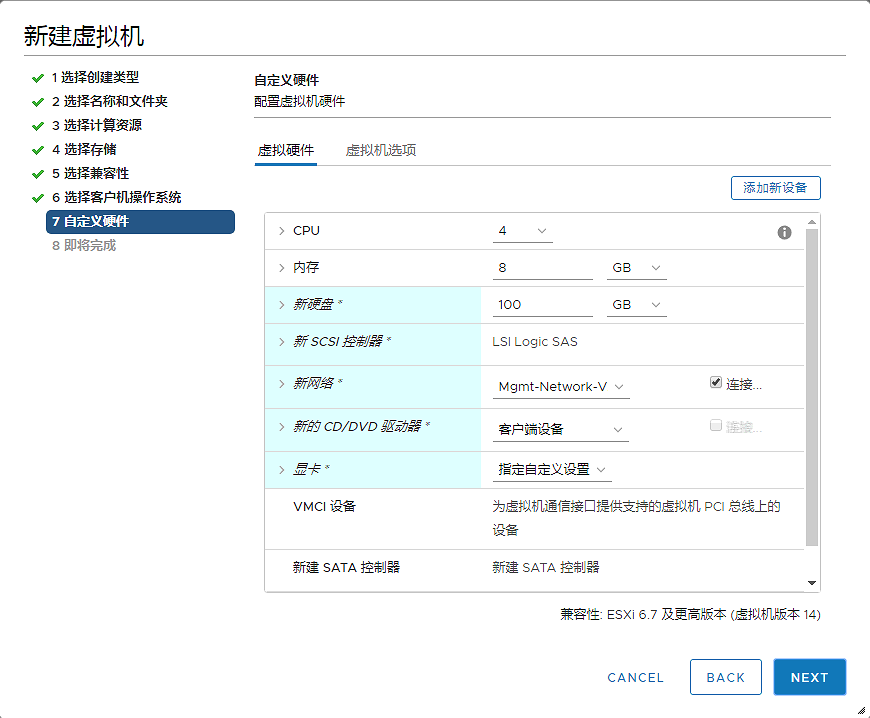 新建虚拟机
1 选择创建类型
2 选择名称和文件夹
3 选择计算资源
4 选择存储
5 选择兼容性
6 选择客户机操作系统
7 自定义硬件
8 即将完成
自定义硬件
配置虚拟机硬件
虚拟硬件 虚拟机选项
添加新设备
CPU 4
内存 8 GB
新硬盘 * 100 GB
新 SCSI 控制器 * LSI Logic SAS
新网络 * Mgmt-Network-V 连接...
新的 CD/DVD 驱动器 * 客户端设备 连接...
显卡 * 指定自定义设置
VMCI 设备 为虚拟机通信接口提供支持的虚拟机 PCI 总线上的
设备
新建 SATA 控制器 新建 SATA 控制器
兼容性: ESXi 6.7 及更高版本 (虚拟机版本 14)
CANCEL BACK NEXT